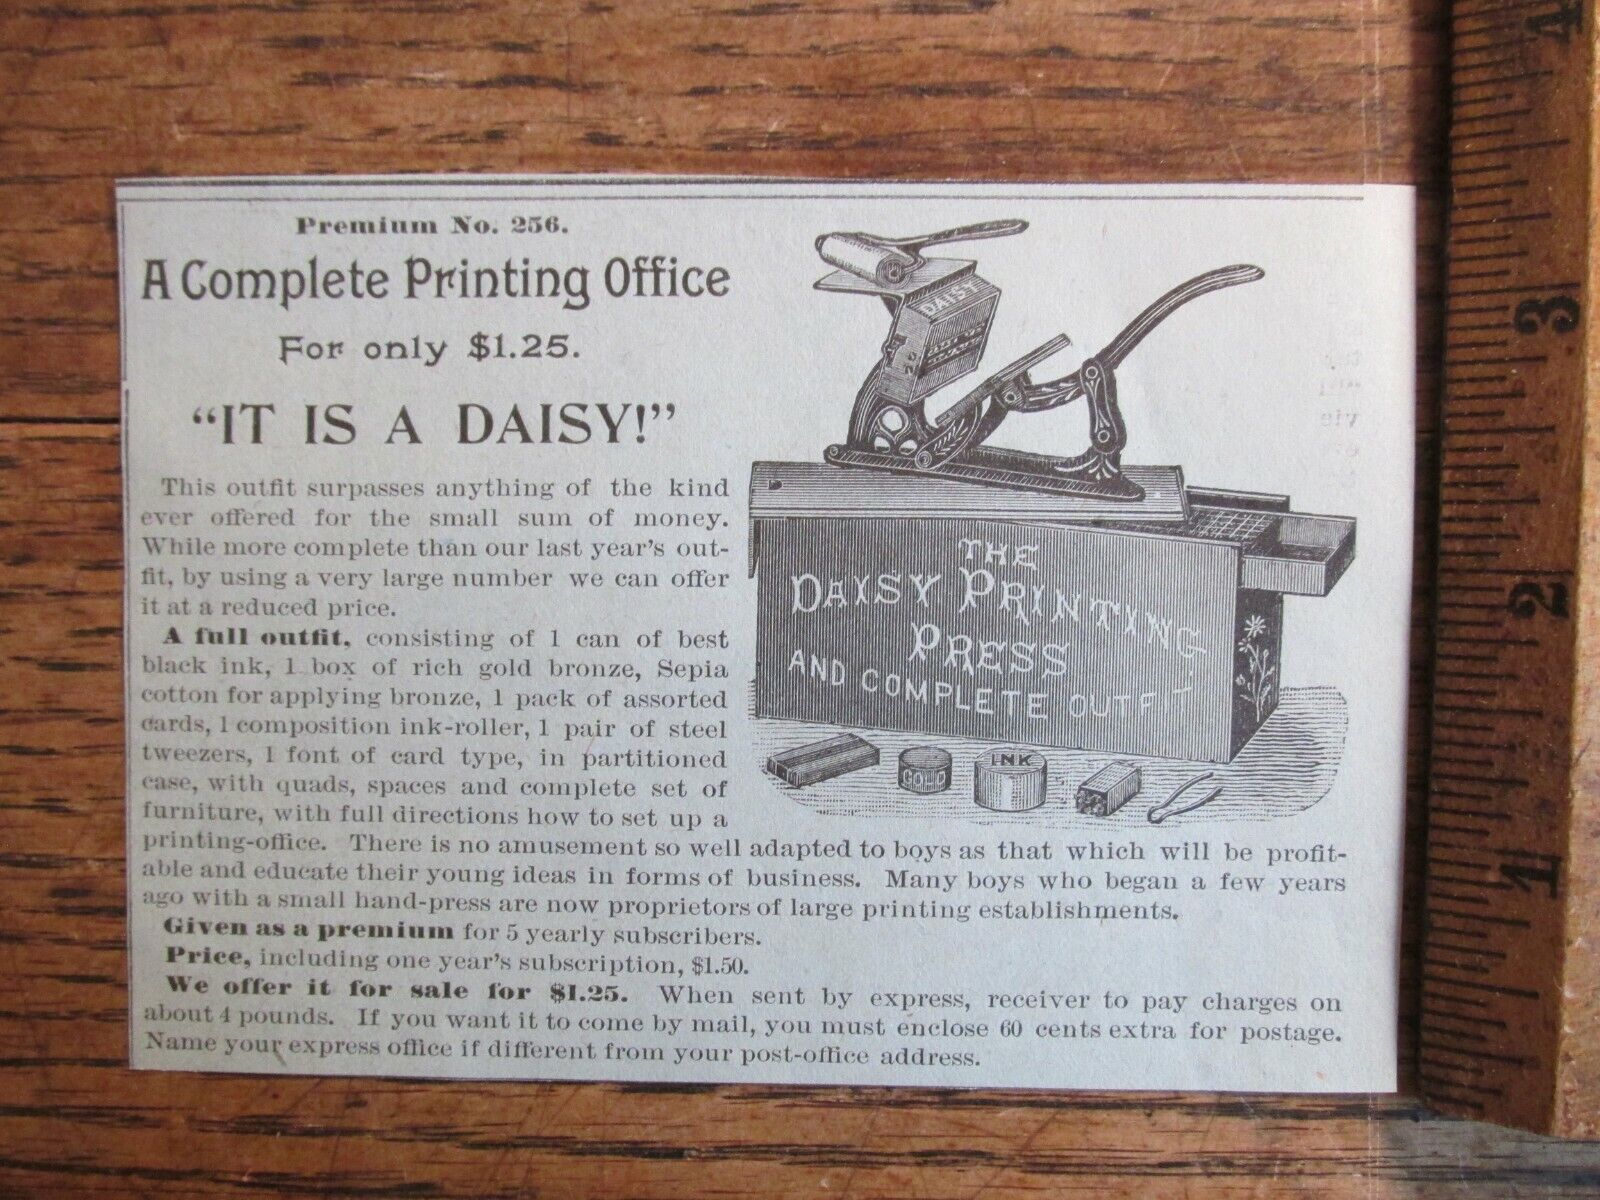 Premium No. 256.
A Complete Printing Office
For only $1.25.
"IT IS A DAISY!"
This outfit surpasses anything of the kind
ever offered for the small sum of money.
While more complete than our last year's out-
fit, by using a very large number we can offer
it at a reduced price.
A full outfit, consisting of 1 can of best
black ink, 1 box of rich gold bronze, Sepia
cotton for applying bronze, 1 pack of assorted
cards, 1 composition ink-roller, 1 pair of steel
tweezers, 1 font of card type, in partitioned
case, with quads, spaces and complete set of
furniture, with full directions how to set up a
printing-office. There is no amusement so well adapted to boys as that which will be profit-
able and educate their young ideas in forms of business. Many boys who began a few years
ago with a small hand-press are now proprietors of large printing establishments.
Given as a premium for 5 yearly subscribers.
Price, including one year's subscription, $1.50.
We offer it for sale for $1.25. When sent by express, receiver to pay charges on
about 4 pounds. If you want it to come by mail, you must enclose 60 cents extra for postage.
Name your express office if different from your post-office address.
DAISY
THE
DAISY PRINTING
PRESS
AND COMPLETE OUTF
GOLD
INK
4
3
2
1